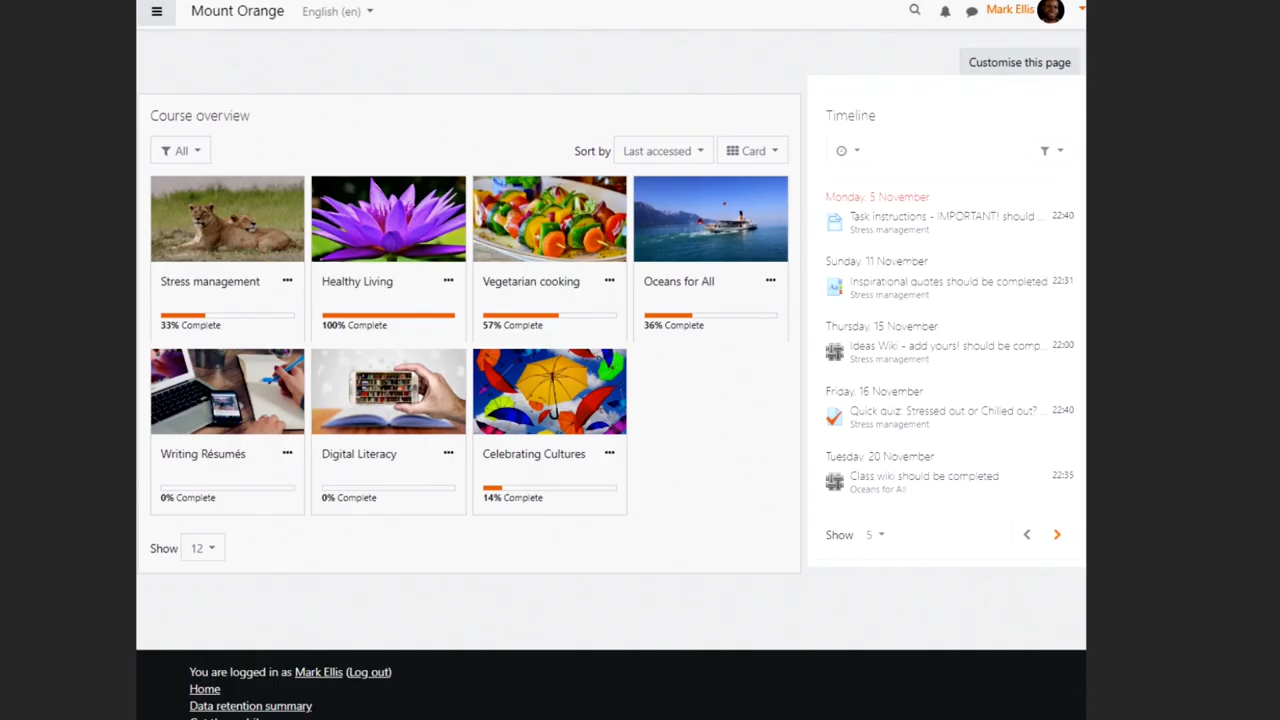 Mount Orange
English (en)
Mark Ellis
Customise this page
Course overview
All
Sort by
Last accessed
Card
Stress management
Healthy Living
Vegetarian cooking
Oceans for All
33% Complete
100% Complete
57% Complete
36% Complete
Writing Résumés
Digital Literacy
Celebrating Cultures
0% Complete
0% Complete
14% Complete
Show
12
Timeline
Monday, 5 November
Task instructions - IMPORTANT! should ...
22:40
Stress management
Sunday, 11 November
Inspirational quotes should be completed
22:31
Stress management
Thursday, 15 November
Ideas Wiki - add yours! should be comp...
22:00
Stress management
Friday, 16 November
Quick quiz: Stressed out or Chilled out? ...
22:40
Stress management
Tuesday, 20 November
Class wiki should be completed
22:35
Oceans for All
Show
5
You are logged in as Mark Ellis (Log out)
Home
Data retention summary